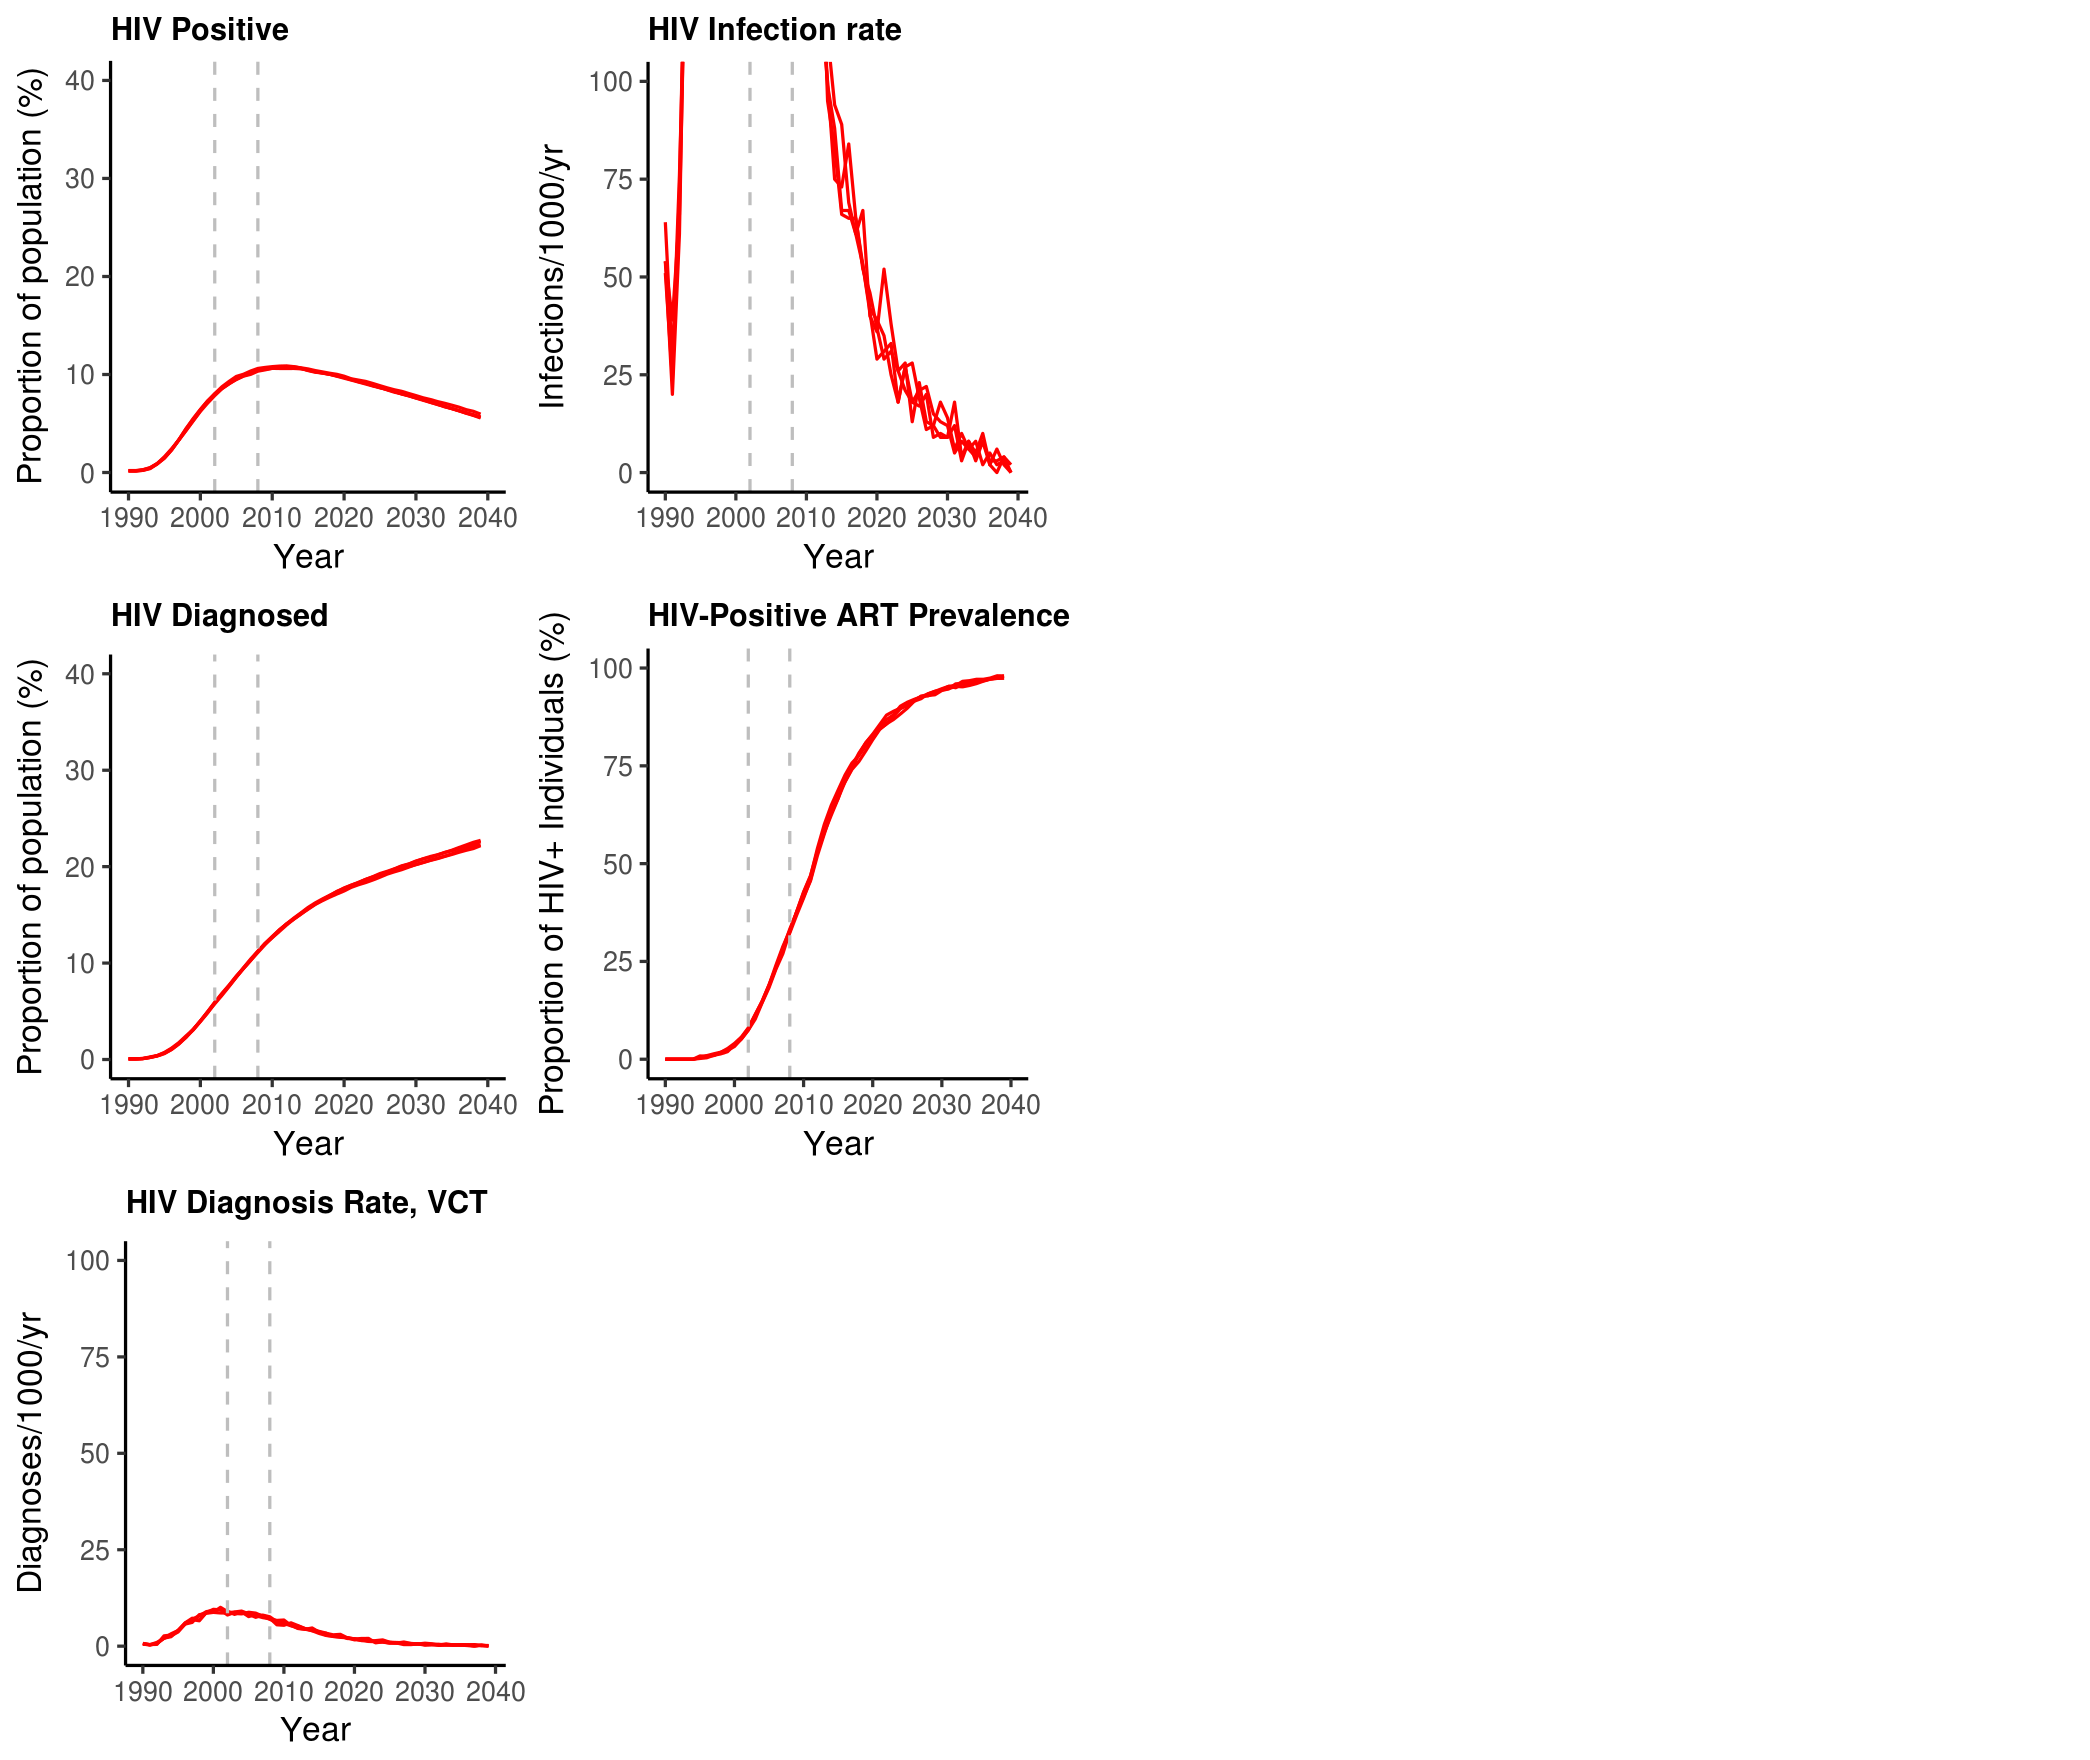 HIV Positive
Proportion of population (%)
40
30
20
10
0
1990 2000 2010 2020 2030 2040
Year
HIV Infection rate
Infections/1000/yr
100
75
50
25
0
1990 2000 2010 2020 2030 2040
Year
HIV Diagnosed
Proportion of population (%)
40
30
20
10
0
1990 2000 2010 2020 2030 2040
Year
HIV-Positive ART Prevalence
Proportion of HIV+ Individuals (%)
100
75
50
25
0
1990 2000 2010 2020 2030 2040
Year
HIV Diagnosis Rate, VCT
Diagnoses/1000/yr
100
75
50
25
0
1990 2000 2010 2020 2030 2040
Year